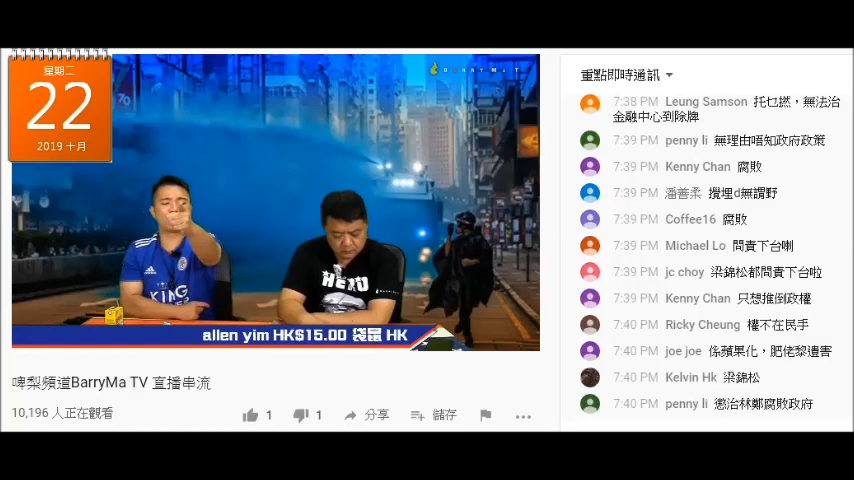 星期二
22
2019 十月
BARRYMAT
KING
HERO
allen yim HK$15.00 袋鼠 HK
啤梨頻道BarryMa TV 直播串流
10,196 人正在觀看
1
1
分享
儲存
重點即時通訊
7:38 PM Leung Samson 托乜撚，無法治
金融中心到除牌
7:39 PM penny li 無理由唔知政府政策
7:39 PM Kenny Chan 腐敗
7:39 PM 潘善柔 攪埋d無謂野
7:39 PM Coffee16 腐敗
7:39 PM Michael Lo 問責下台喇
7:39 PM jc choy 梁錦松都問責下台啦
7:39 PM Kenny Chan 只想推倒政權
7:40 PM Ricky Cheung 權不在民手
7:40 PM joe joe 係蘋果化，肥佬黎遺害
7:40 PM Kelvin Hk 梁錦松
7:40 PM penny li 懲治林鄭腐敗政府